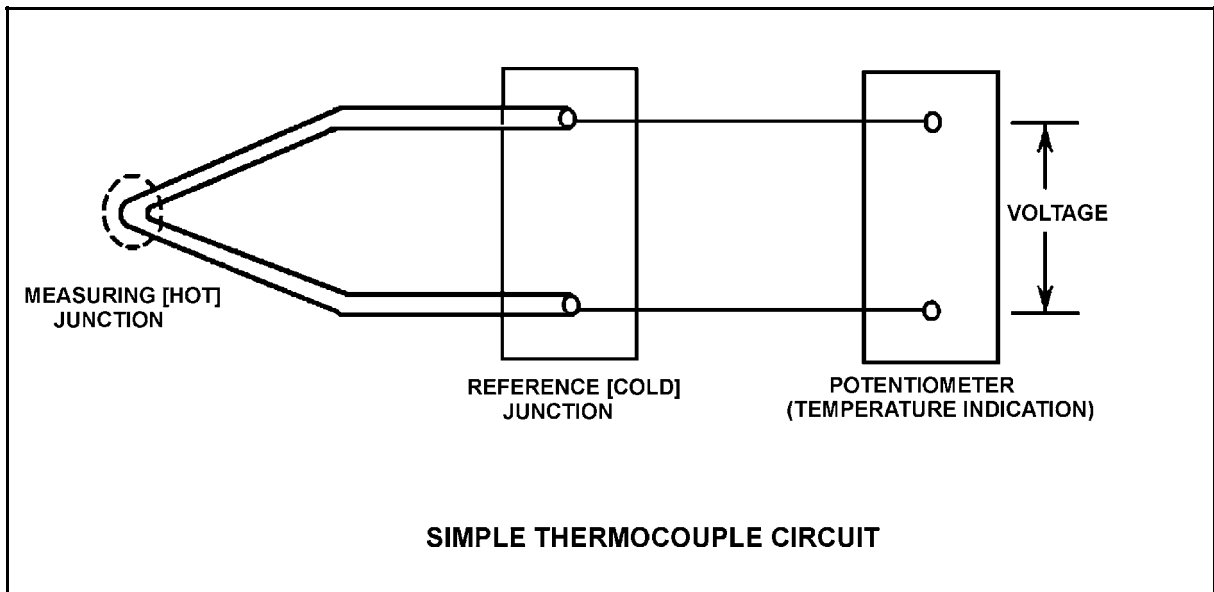 VOLTAGE
MEASURING [HOT]
JUNCTION
REFERENCE [COLD]
JUNCTION
POTENTIOMETER
(TEMPERATURE INDICATION)
SIMPLE THERMOCOUPLE CIRCUIT